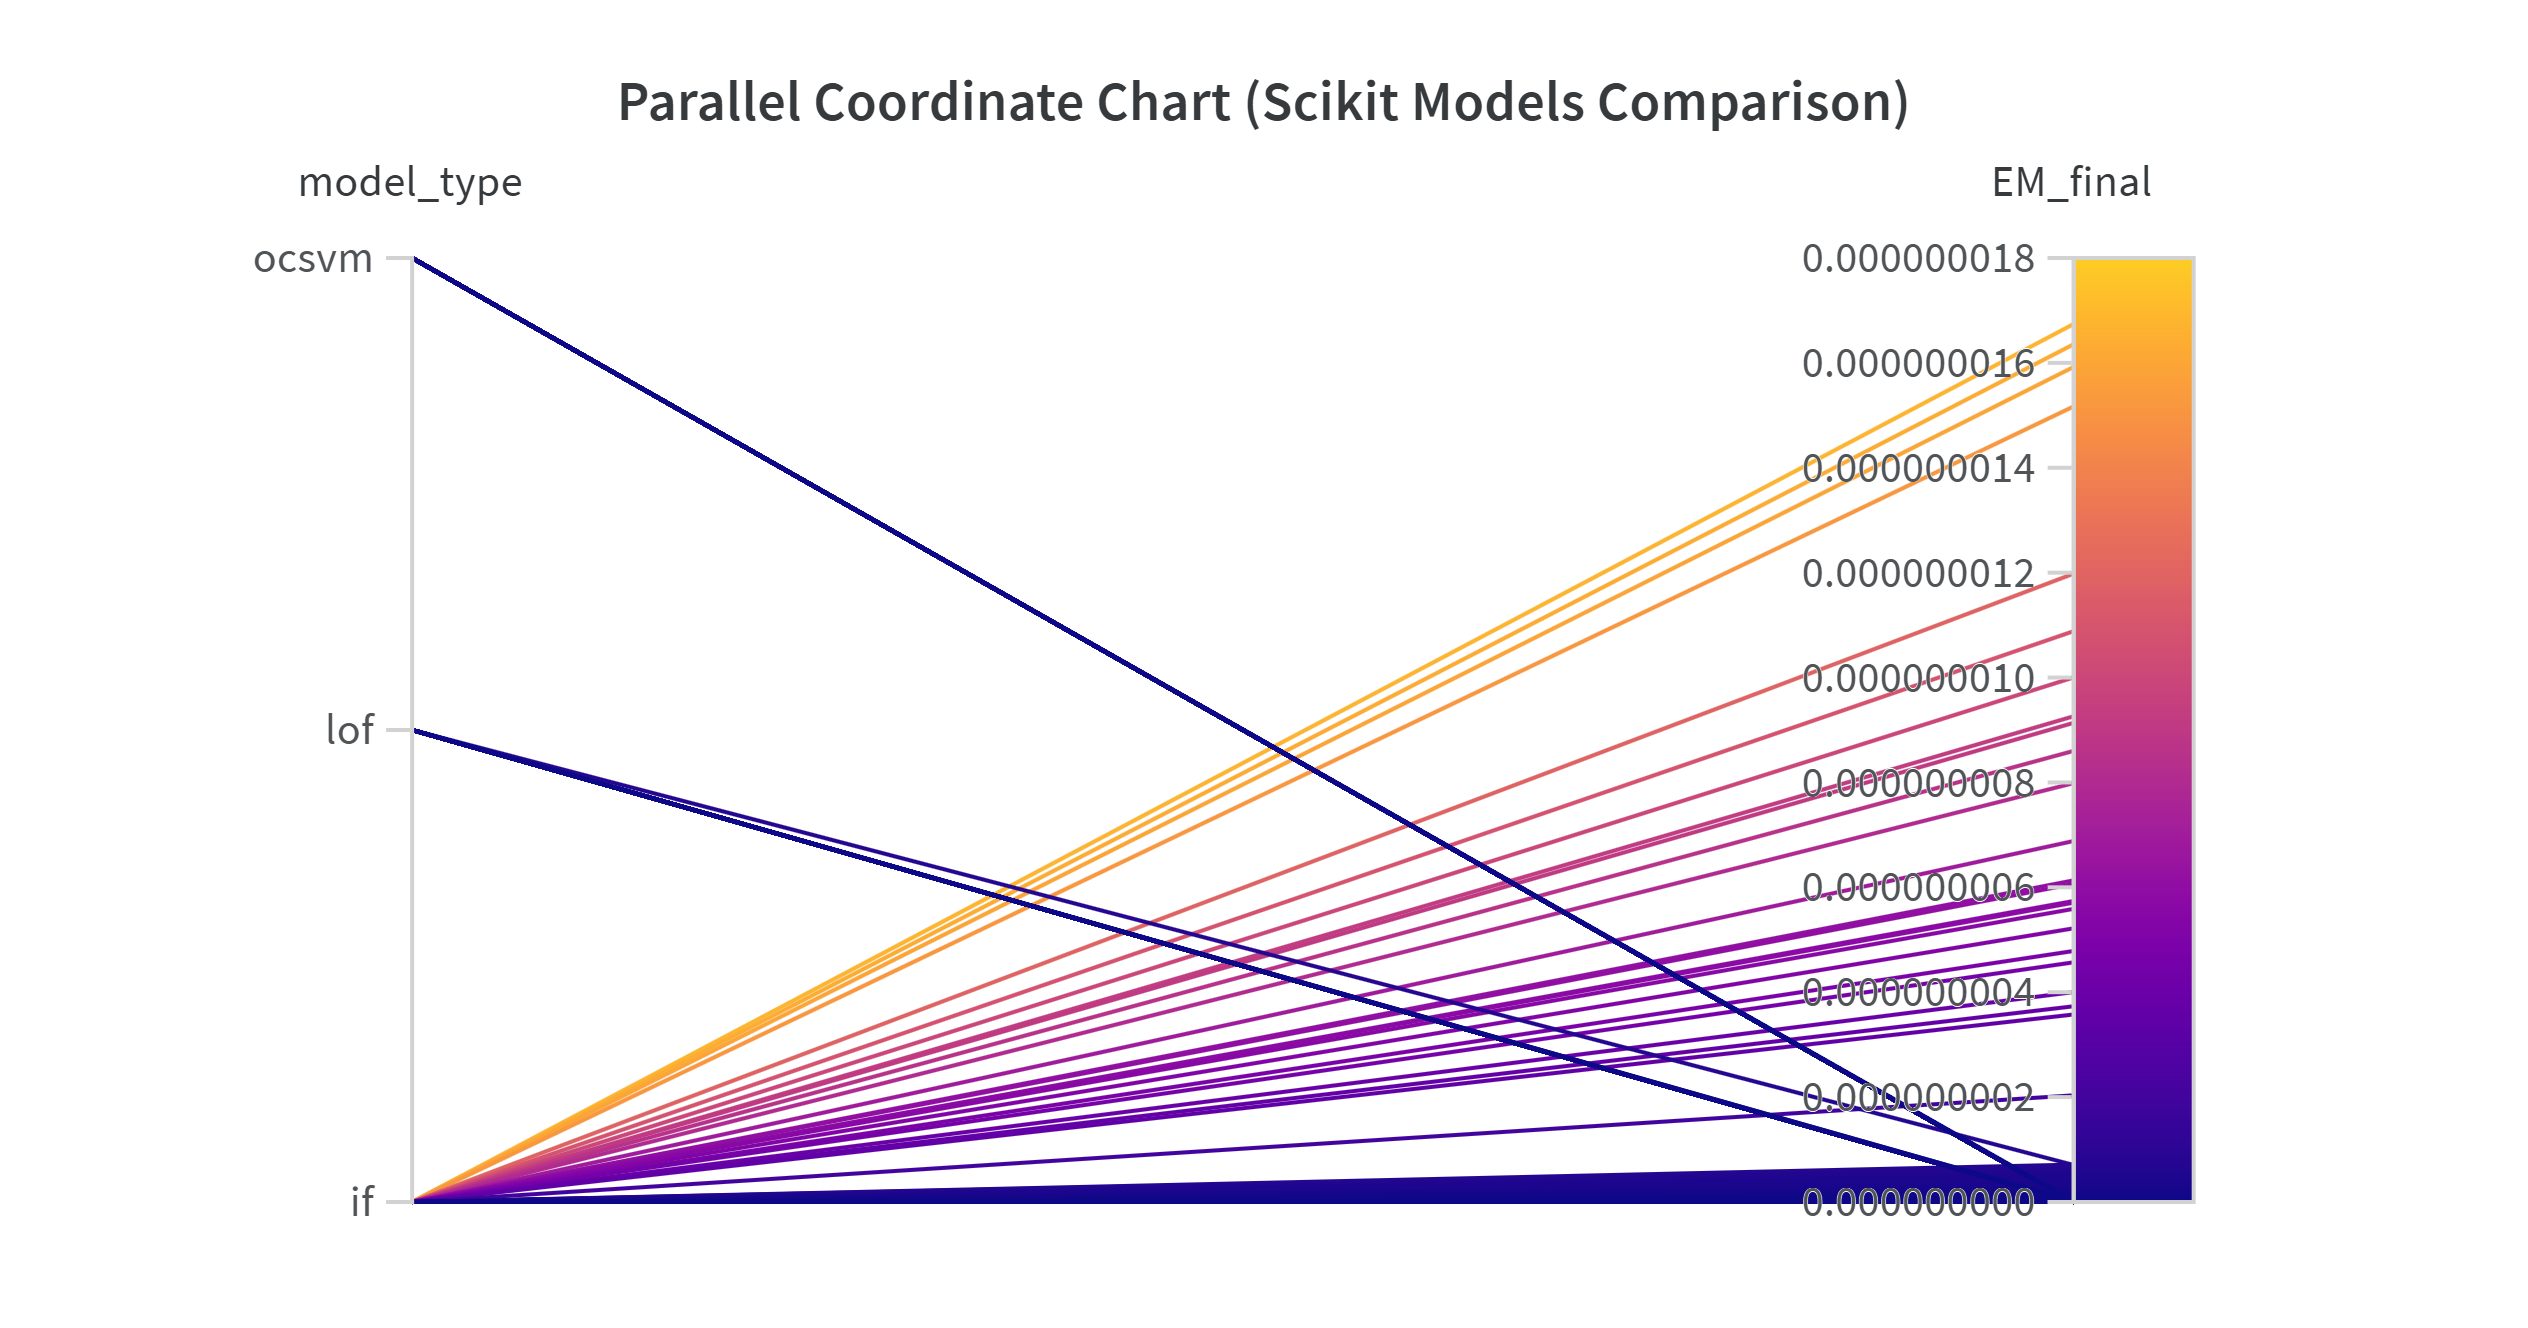 Parallel Coordinate Chart (Scikit Models Comparison)
model_type
EM_final
ocsvm
lof
if
0.000000018
0.000000016
0.000000014
0.000000012
0.000000010
0.000000008
0.000000006
0.000000004
0.000000002
0.000000000